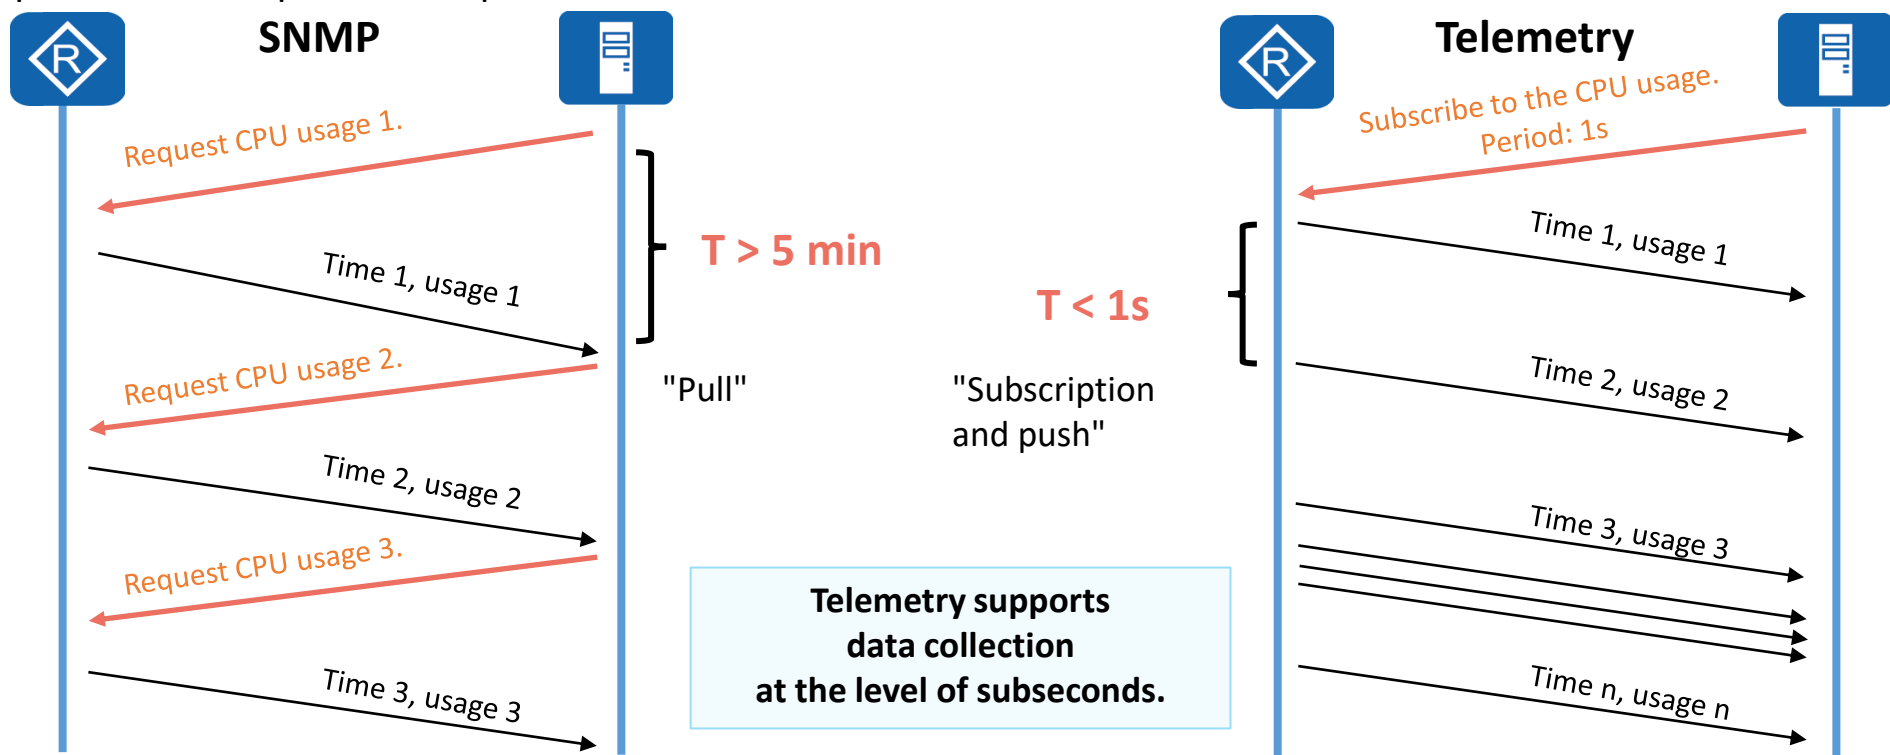 SNMP
R
Request CPU usage 1.
Time 1, usage 1
Request CPU usage 2.
Time 2, usage 2
Request CPU usage 3.
Time 3, usage 3
T > 5 min
"Pull"
T < 1s
"Subscription
and push"
Telemetry supports
data collection
at the level of subseconds.
Telemetry
R
Subscribe to the CPU usage.
Period: 1s
Time 1, usage 1
Time 2, usage 2
Time 3, usage 3
Time n, usage n